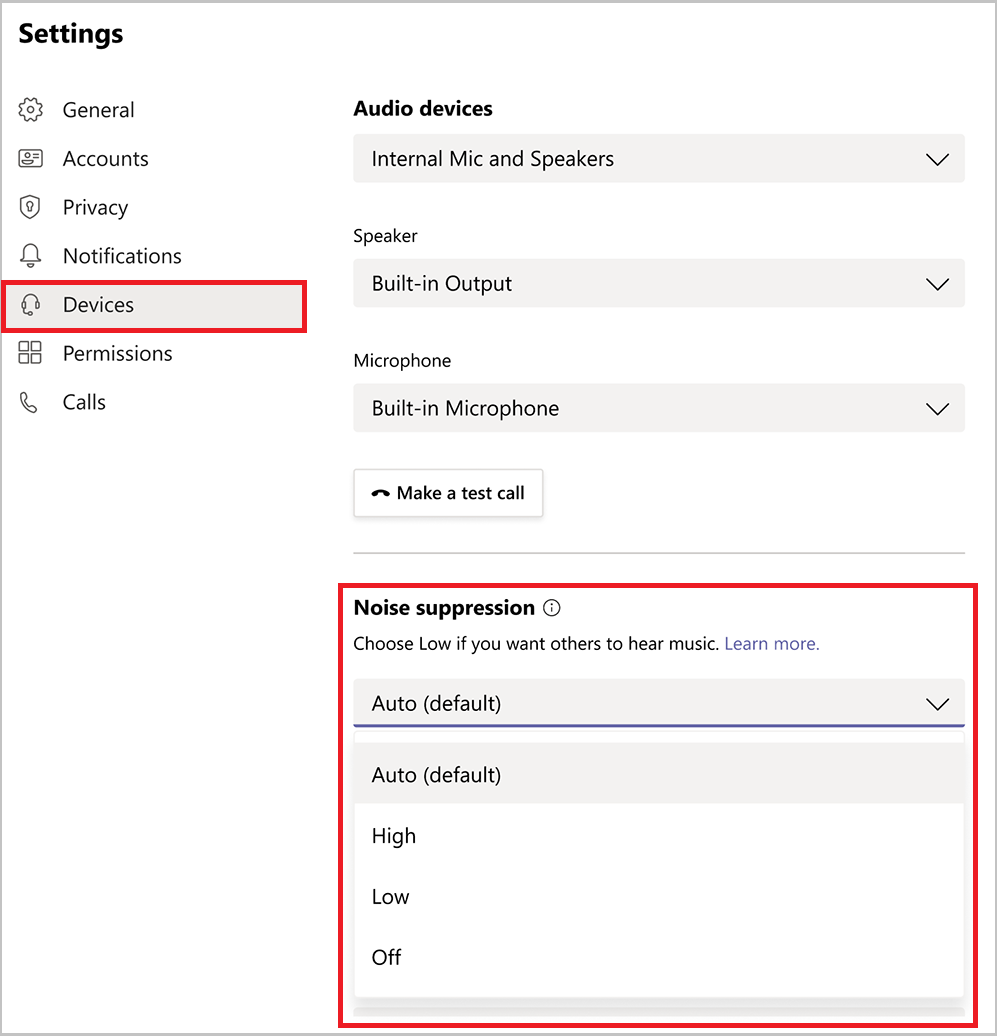 Settings
General
Accounts
Privacy
Notifications
Devices
Permissions
Calls
Audio devices
Internal Mic and Speakers
Speaker
Built-in Output
Microphone
Built-in Microphone
Make a test call
Noise suppression
Choose Low if you want others to hear music. Learn more.
Auto (default)
Auto (default)
High
Low
Off